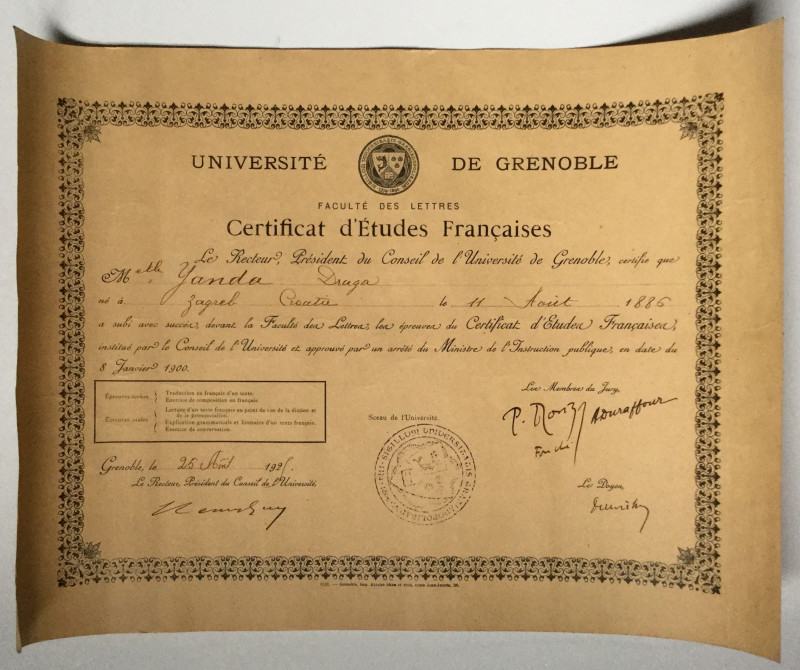 UNIVERSITÉ DE GRENOBLE
FACULTÉ DES LETTRES
Certificat d'Études Françaises
Le Recteur, Président du Conseil de l'Université de Grenoble, certifie que
Melle Yanda Draga
né à Zagreb Croatie le 11 Août 1886
a subi avec succès, devant la Faculté des Lettres, les épreuves du Certificat d'Études Françaises,
institué par le Conseil de l'Université et approuvé par un arrêté du Ministre de l'Instruction publique, en date du
8 Janvier 1900.
Épreuves écrites
Traduction en français d'un texte.
Exercice de composition en français.
Épreuves orales
Lecture d'un texte français au point de vue de la diction et
de la prononciation.
Explication grammaticale et littéraire d'un texte français.
Exercice de conversation.
Les Membres du Jury,
A Duraffour
Sceau de l'Université.
SIGILLUM UNIVERSITATIS
Grenoble, le 25 Août
Le Recteur, Président du Conseil de l'Université,
Le Doyen,